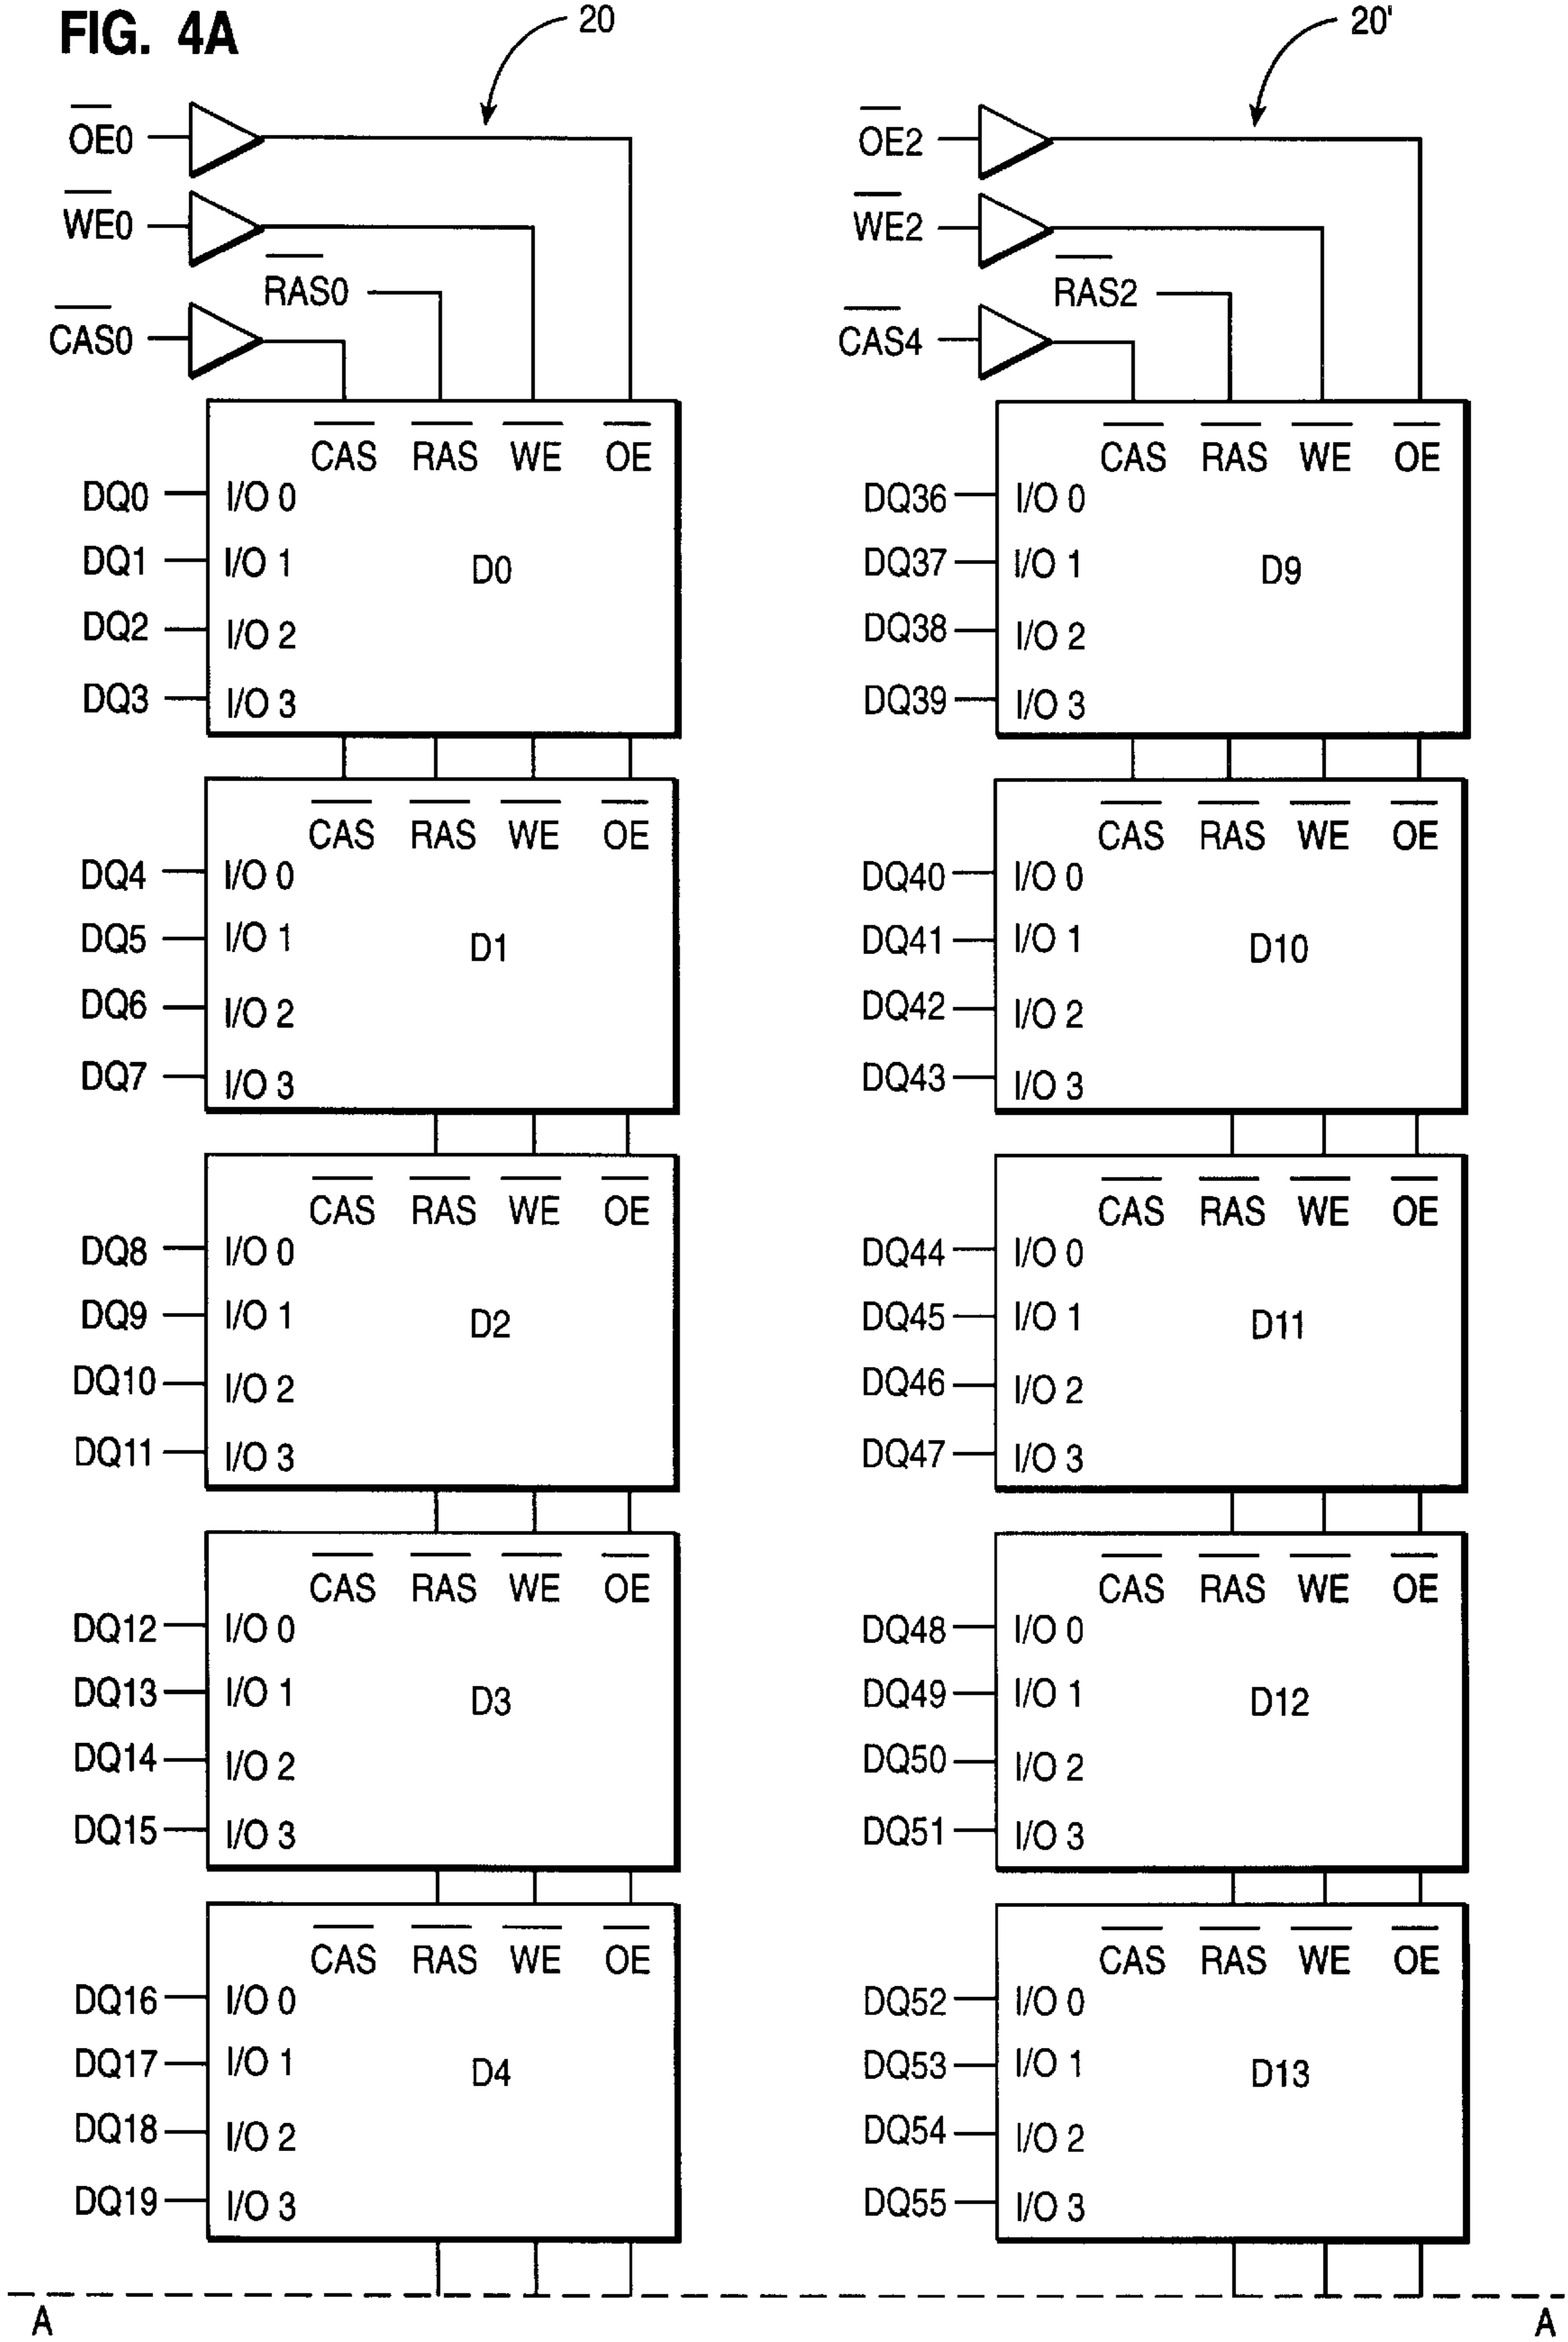 FIG. 4A
20
20'
OE0
OE2
WE0
WE2
RAS0
RAS2
CAS0
CAS4
CAS RAS WE OE
DQ0 I/O 0
DQ1 I/O 1
D0
DQ2 I/O 2
DQ3 I/O 3
CAS RAS WE OE
DQ36 I/O 0
DQ37 I/O 1
D9
DQ38 I/O 2
DQ39 I/O 3
CAS RAS WE OE
DQ4 I/O 0
DQ5 I/O 1
D1
DQ6 I/O 2
DQ7 I/O 3
CAS RAS WE OE
DQ40 I/O 0
DQ41 I/O 1
D10
DQ42 I/O 2
DQ43 I/O 3
CAS RAS WE OE
DQ8 I/O 0
DQ9 I/O 1
D2
DQ10 I/O 2
DQ11 I/O 3
CAS RAS WE OE
DQ44 I/O 0
DQ45 I/O 1
D11
DQ46 I/O 2
DQ47 I/O 3
CAS RAS WE OE
DQ12 I/O 0
DQ13 I/O 1
D3
DQ14 I/O 2
DQ15 I/O 3
CAS RAS WE OE
DQ48 I/O 0
DQ49 I/O 1
D12
DQ50 I/O 2
DQ51 I/O 3
CAS RAS WE OE
DQ16 I/O 0
DQ17 I/O 1
D4
DQ18 I/O 2
DQ19 I/O 3
CAS RAS WE OE
DQ52 I/O 0
DQ53 I/O 1
D13
DQ54 I/O 2
DQ55 I/O 3
A
A